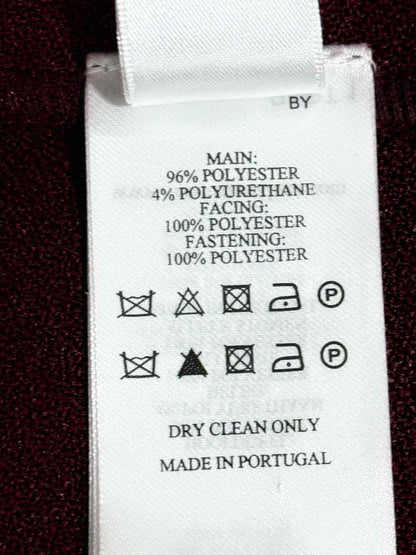 BY
MAIN:
96% POLYESTER
4% POLYURETHANE
FACING:
100% POLYESTER
FASTENING:
100% POLYESTER
P
P
DRY CLEAN ONLY
MADE IN PORTUGAL